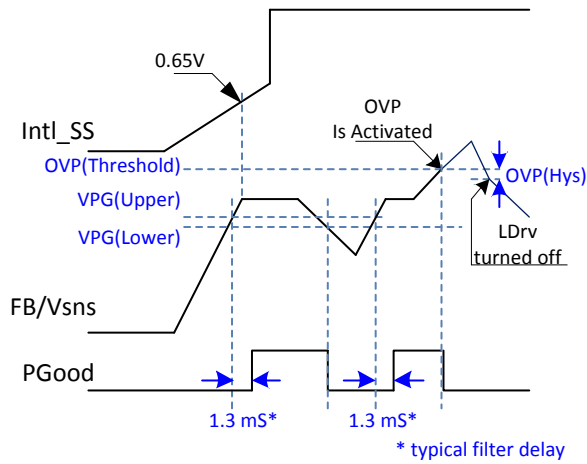 0.65V
Intl_SS
OVP
Is Activated
OVP(Threshold)
OVP(Hys)
VPG(Upper)
VPG(Lower)
LDrv
turned off
FB/Vsns
PGood
1.3 mS*
1.3 mS*
* typical filter delay